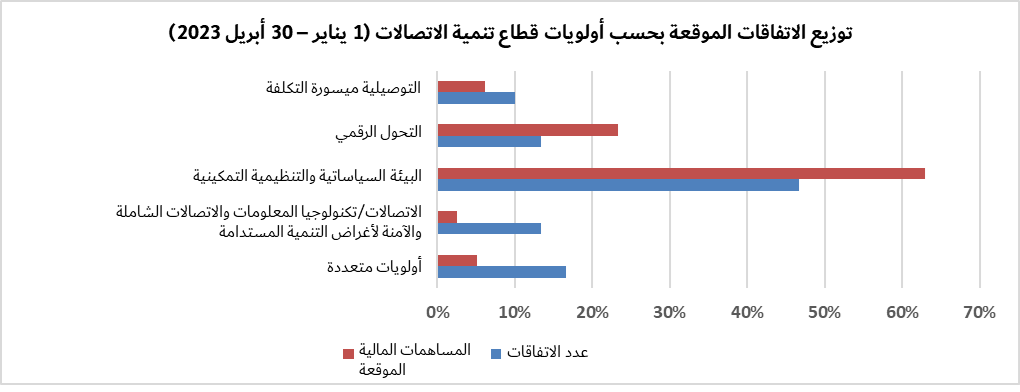 توزيع الاتفاقات الموقعة بحسب أولويات قطاع تنمية الاتصالات (1 يناير – 30 أبريل 2023)
التوصيلية ميسورة التكلفة
التحول الرقمي
البيئة السياساتية والتنظيمية التمكينية
الاتصالات/تكنولوجيا المعلومات والاتصالات الشاملة
والآمنة لأغراض التنمية المستدامة
أولويات متعددة
0% 10% 20% 30% 40% 50% 60% 70%
عدد الاتفاقات
المساهمات المالية
الموقعة